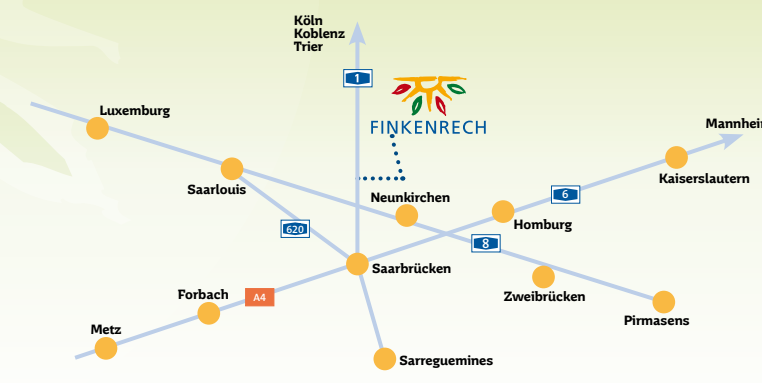 Köln
Koblenz
Trier
1
FINKENRECH
Luxemburg
Mannhei
Saarlouis
Kaiserslautern
Neunkirchen
6
620
Homburg
8
Saarbrücken
Forbach
A4
Zweibrücken
Pirmasens
Metz
Sarreguemines